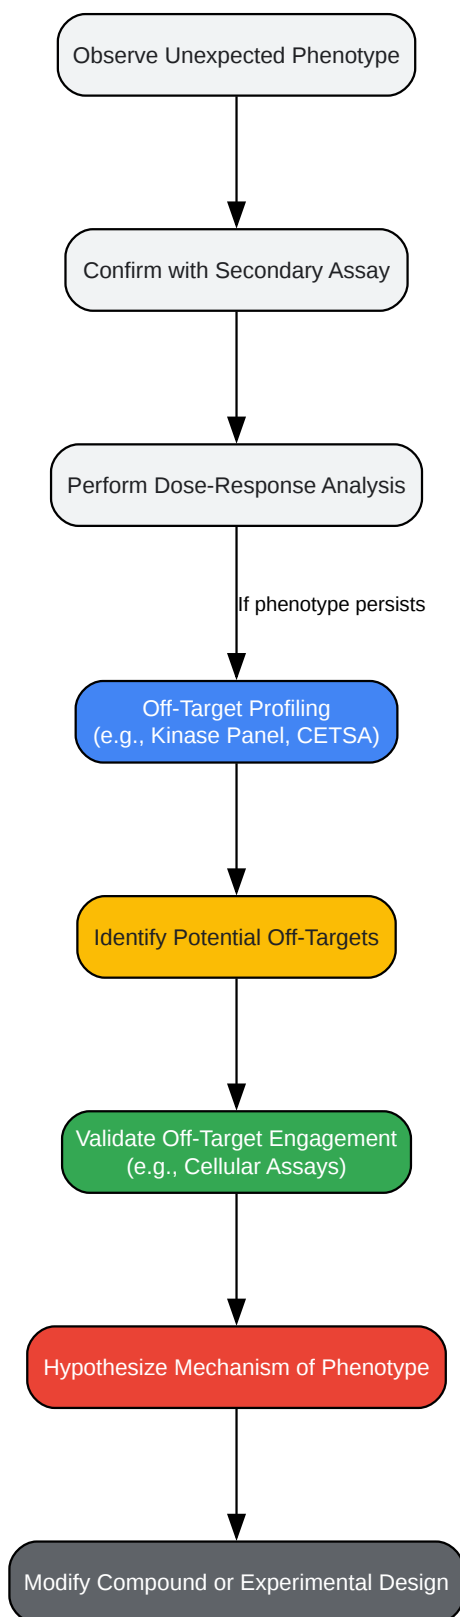 Observe Unexpected Phenotype
Confirm with Secondary Assay
Perform Dose-Response Analysis
If phenotype persists
Off-Target Profiling
(e.g., Kinase Panel, CETSA)
Identify Potential Off-Targets
Validate Off-Target Engagement
(e.g., Cellular Assays)
Hypothesize Mechanism of Phenotype
Modify Compound or Experimental Design